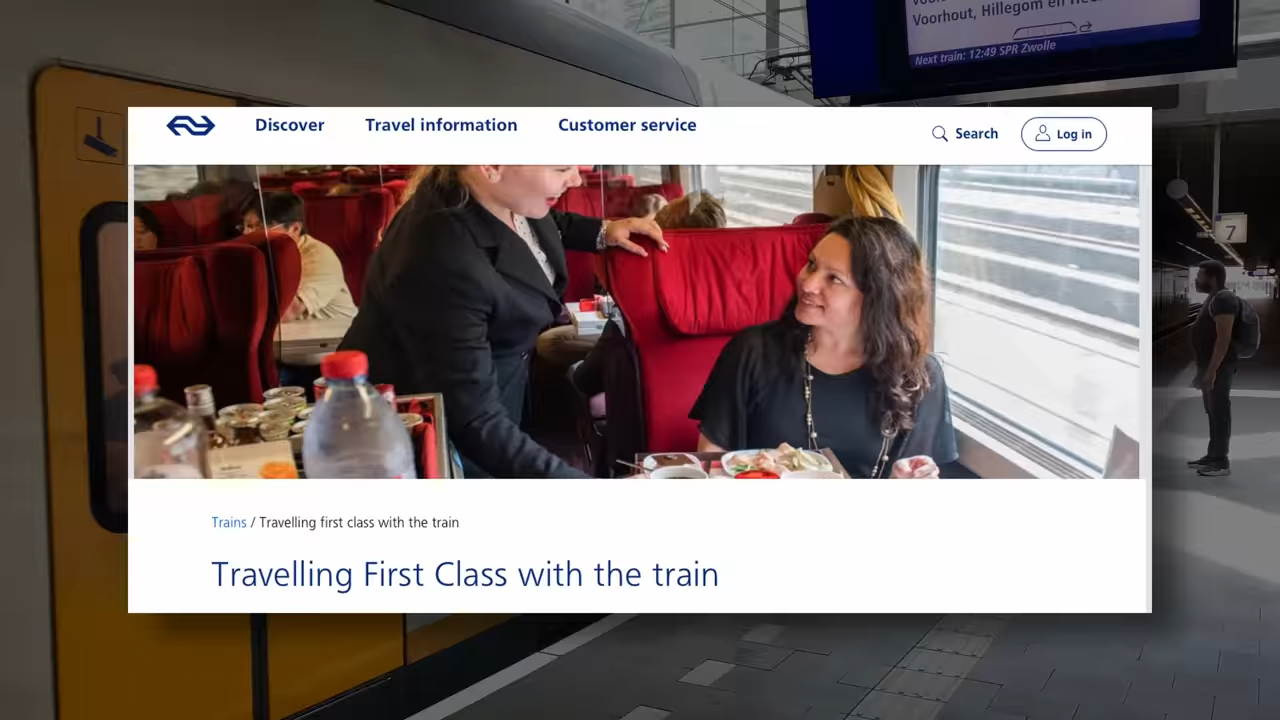 Voorhout, Hillegom en
Next train: 12:49 SPR Zwolle
7
Discover
Travel information
Customer service
Search
Log in
Trains / Travelling first class with the train
Travelling First Class with the train